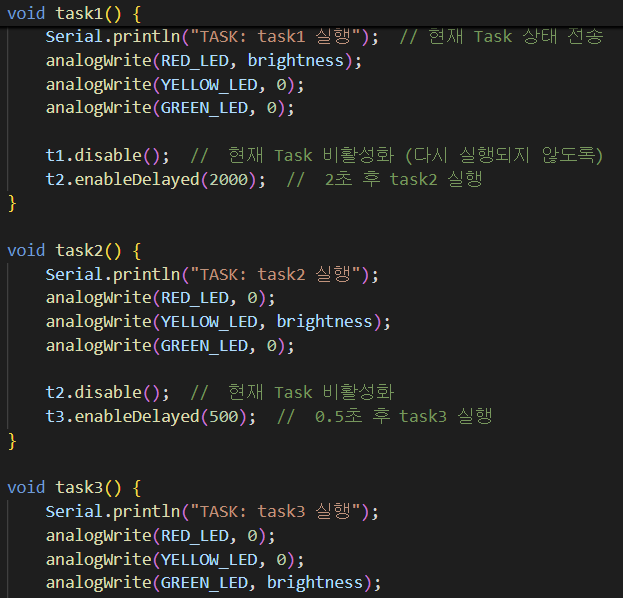 void task1() {
Serial.println("TASK: task1 실행");  // 현재 Task 상태 전송
analogWrite(RED_LED, brightness);
analogWrite(YELLOW_LED, 0);
analogWrite(GREEN_LED, 0);
t1.disable();  //  현재 Task 비활성화 (다시 실행되지 않도록)
t2.enableDelayed(2000);  //  2초 후 task2 실행
}
void task2() {
Serial.println("TASK: task2 실행");
analogWrite(RED_LED, 0);
analogWrite(YELLOW_LED, brightness);
analogWrite(GREEN_LED, 0);
t2.disable();  //  현재 Task 비활성화
t3.enableDelayed(500);  //  0.5초 후 task3 실행
}
void task3() {
Serial.println("TASK: task3 실행");
analogWrite(RED_LED, 0);
analogWrite(YELLOW_LED, 0);
analogWrite(GREEN_LED, brightness);